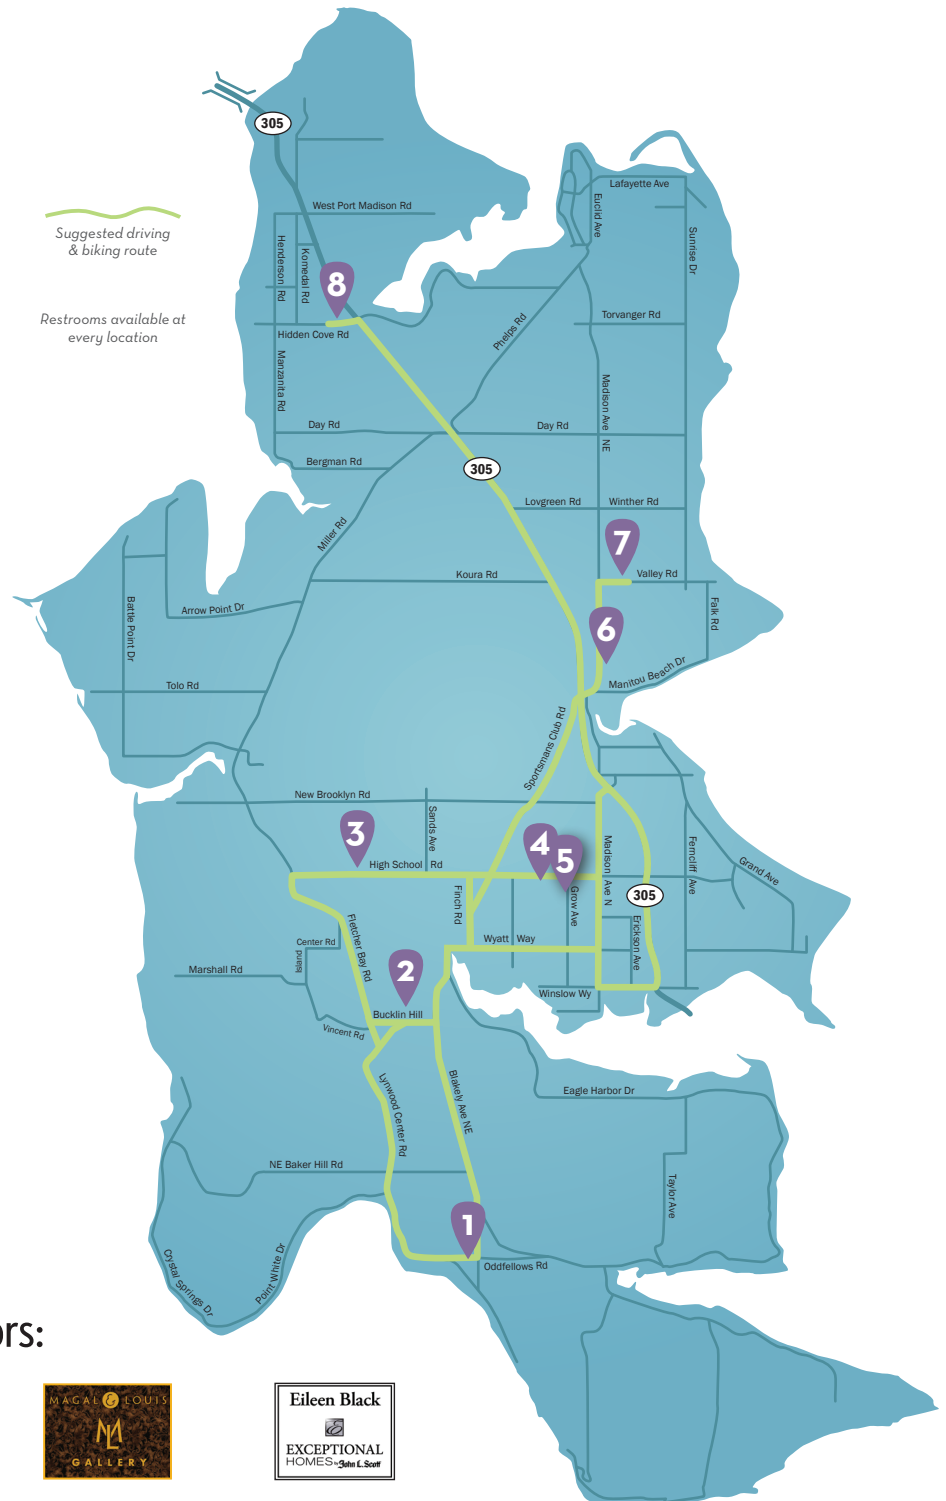 305
West Port Madison Rd
Lafayette Ave
Euclid Ave
Sunrise Dr
Suggested driving
& biking route
Henderson Rd
Komedal Rd
8
Restrooms available at
every location
Hidden Cove Rd
Phelps Rd
Torvanger Rd
Manzanita Rd
Madison Ave NE
Day Rd
Day Rd
Bergman Rd
305
Lovgreen Rd
Winther Rd
Miller Rd
7
Koura Rd
Valley Rd
Battle Point Dr
Arrow Point Dr
Falk Rd
6
Tolo Rd
Manitou Beach Dr
Sportsmans Club Rd
New Brooklyn Rd
3
Sands Ave
4
5
Madison Ave N
Ferncliff Ave
Grand Ave
High School Rd
Finch Rd
Grow Ave
305
Fletcher Bay Rd
Erickson Ave
Center Rd
Island
Wyatt Way
Marshall Rd
2
Winslow Wy
Bucklin Hill
Vincent Rd
Lynwood Center Rd
Blakely Ave NE
Eagle Harbor Dr
NE Baker Hill Rd
Taylor Ave
1
Crystal Springs Dr
Point White Dr
Oddfellows Rd
ors:
MAGAL & LOUIS
ML
GALLERY
Eileen Black
E
EXCEPTIONAL
HOMES by John L. Scott